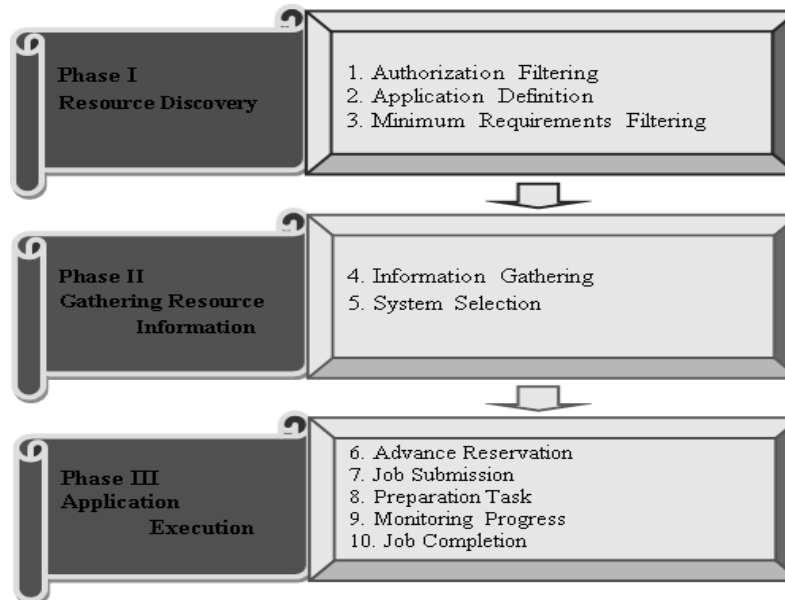 Phase I
Resource Discovery
1. Authorization Filtering
2. Application Definition
3. Minimum Requirements Filtering
Phase II
Gathering Resource
Information
4. Information Gathering
5. System Selection
Phase III
Application
Execution
6. Advance Reservation
7. Job Submission
8. Preparation Task
9. Monitoring Progress
10. Job Completion